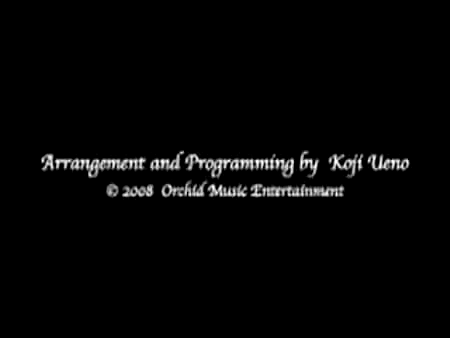 Arrangement and Programming by Koji Ueno
© 2008 Orchid Music Entertainment